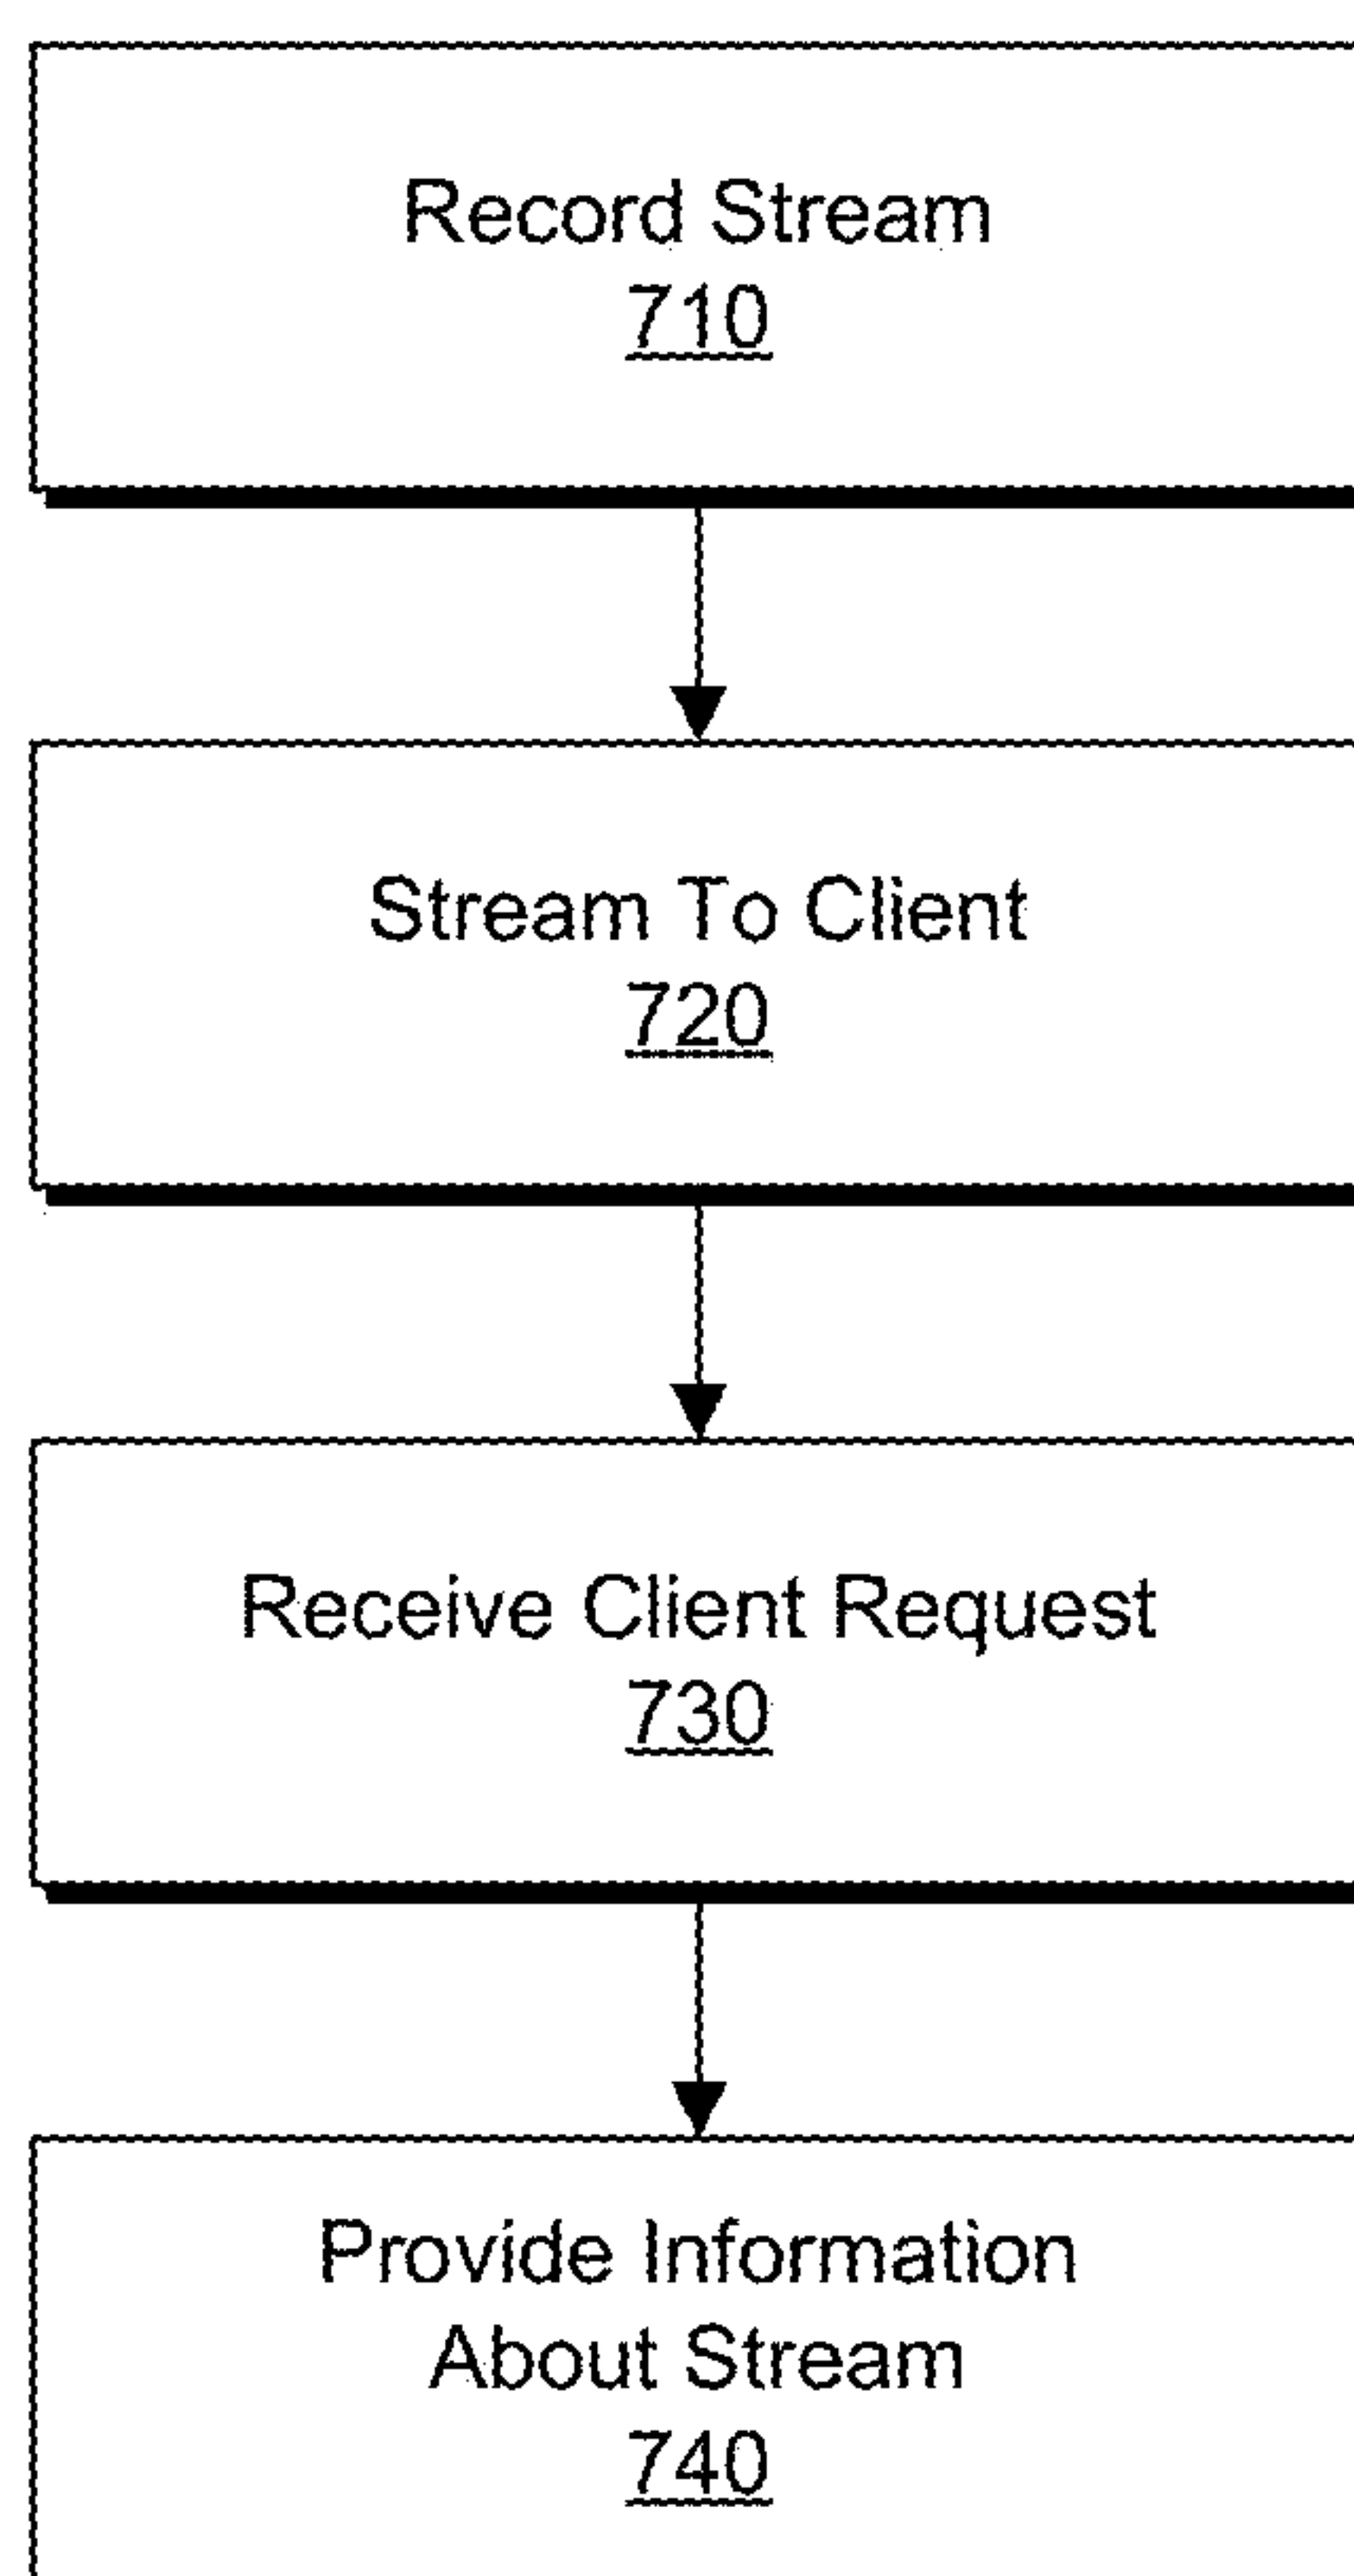 Record Stream
710
Stream To Client
720
Receive Client Request
730
Provide Information
About Stream
740